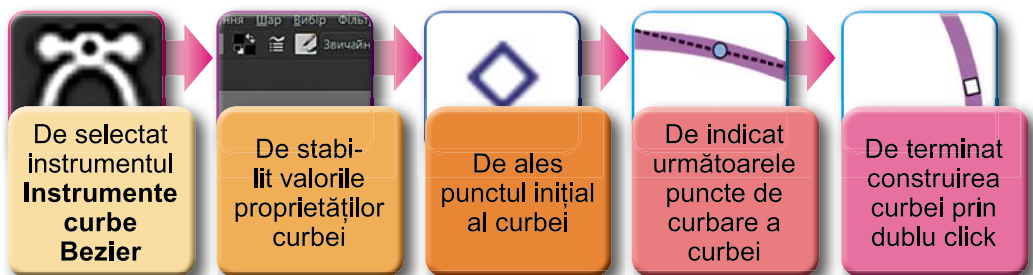 ння Шар Вибір Фільт
Звичайн
De selectat
instrumentul
Instrumente
curbe
Bezier
De stabi-
lit valorile
proprietăților
curbei
De ales
punctul inițial
al curbei
De indicat
următoarele
puncte de
curbare a
curbei
De terminat
construirea
curbei prin
dublu click